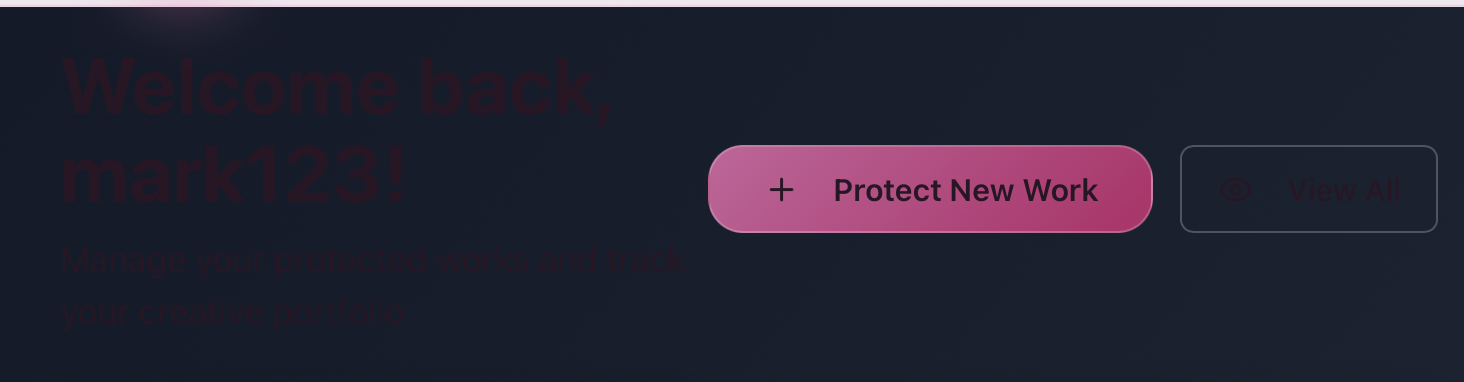 Welcome back,
mark123!
Manage your protected works and track
your creative portfolio
Protect New Work
View All